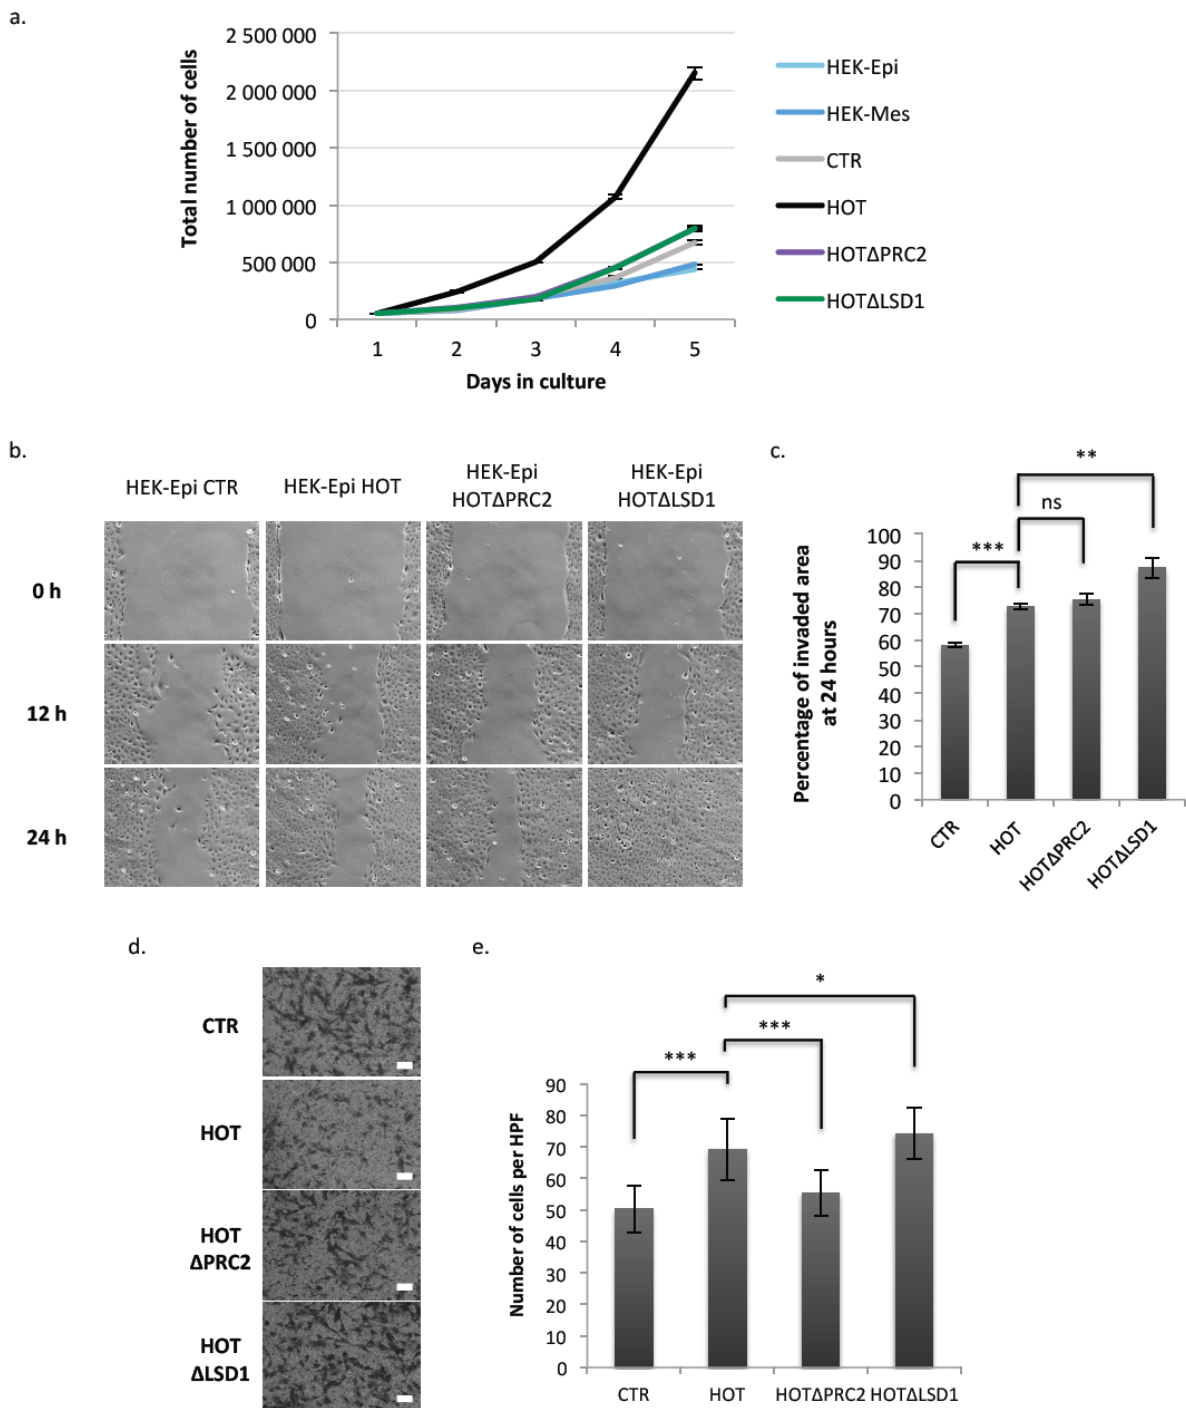 a.
Total number of cells
2 500 000
2 000 000
1 500 000
1 000 000
500 000
0
1 2 3 4 5
Days in culture
HEK-Epi
HEK-Mes
CTR
HOT
HOTΔPRC2
HOTΔLSD1
b.
HEK-Epi CTR
HEK-Epi HOT
HEK-Epi
HOTΔPRC2
HEK-Epi
HOTΔLSD1
0 h
12 h
24 h
c.
**
ns
***
Percentage of invaded area
at 24 hours
100
90
80
70
60
50
40
30
20
10
0
CTR
HOT
HOTΔPRC2
HOTΔLSD1
d.
CTR
HOT
HOT
ΔPRC2
HOT
ΔLSD1
e.
*
***
***
Number of cells per HPF
90
80
70
60
50
40
30
20
10
0
CTR HOT HOTΔPRC2 HOTΔLSD1